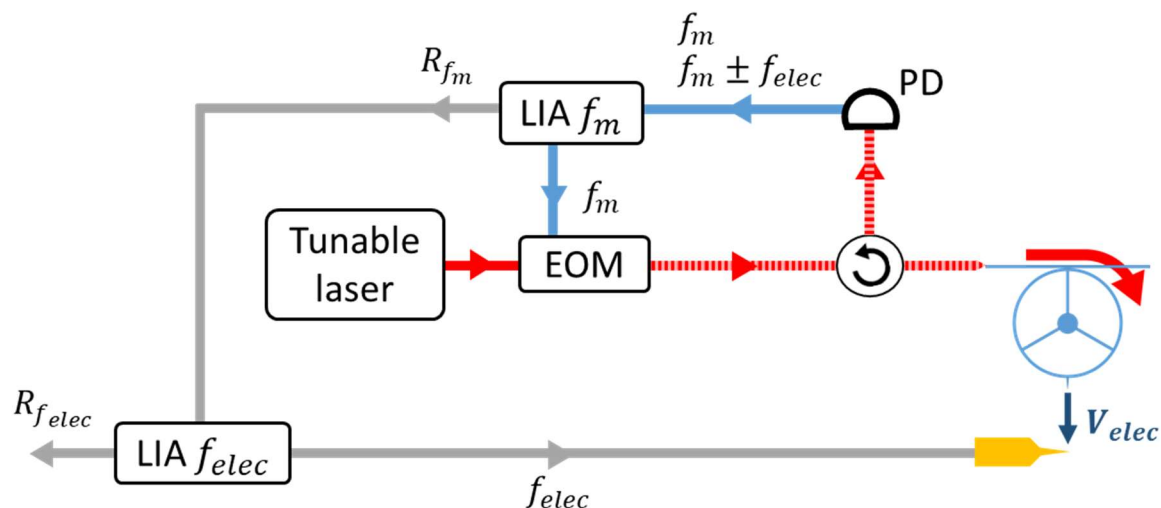 f_m
f_m ± f_elec
PD
R_{f_m}
LIA f_m
f_m
Tunable
laser
EOM
R_{f_elec}
LIA f_elec
f_elec
V_elec